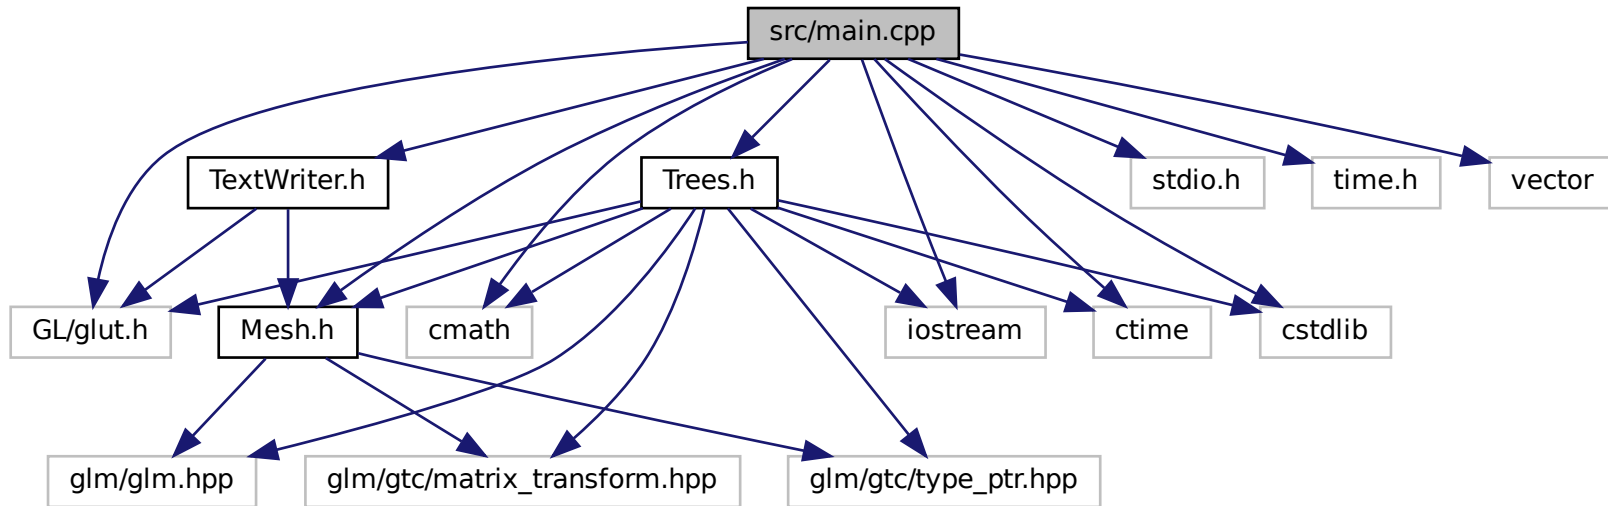 src/main.cpp
TextWriter.h
Trees.h
stdio.h
time.h
vector
GL/glut.h
Mesh.h
cmath
iostream
ctime
cstdlib
glm/glm.hpp
glm/gtc/matrix_transform.hpp
glm/gtc/type_ptr.hpp